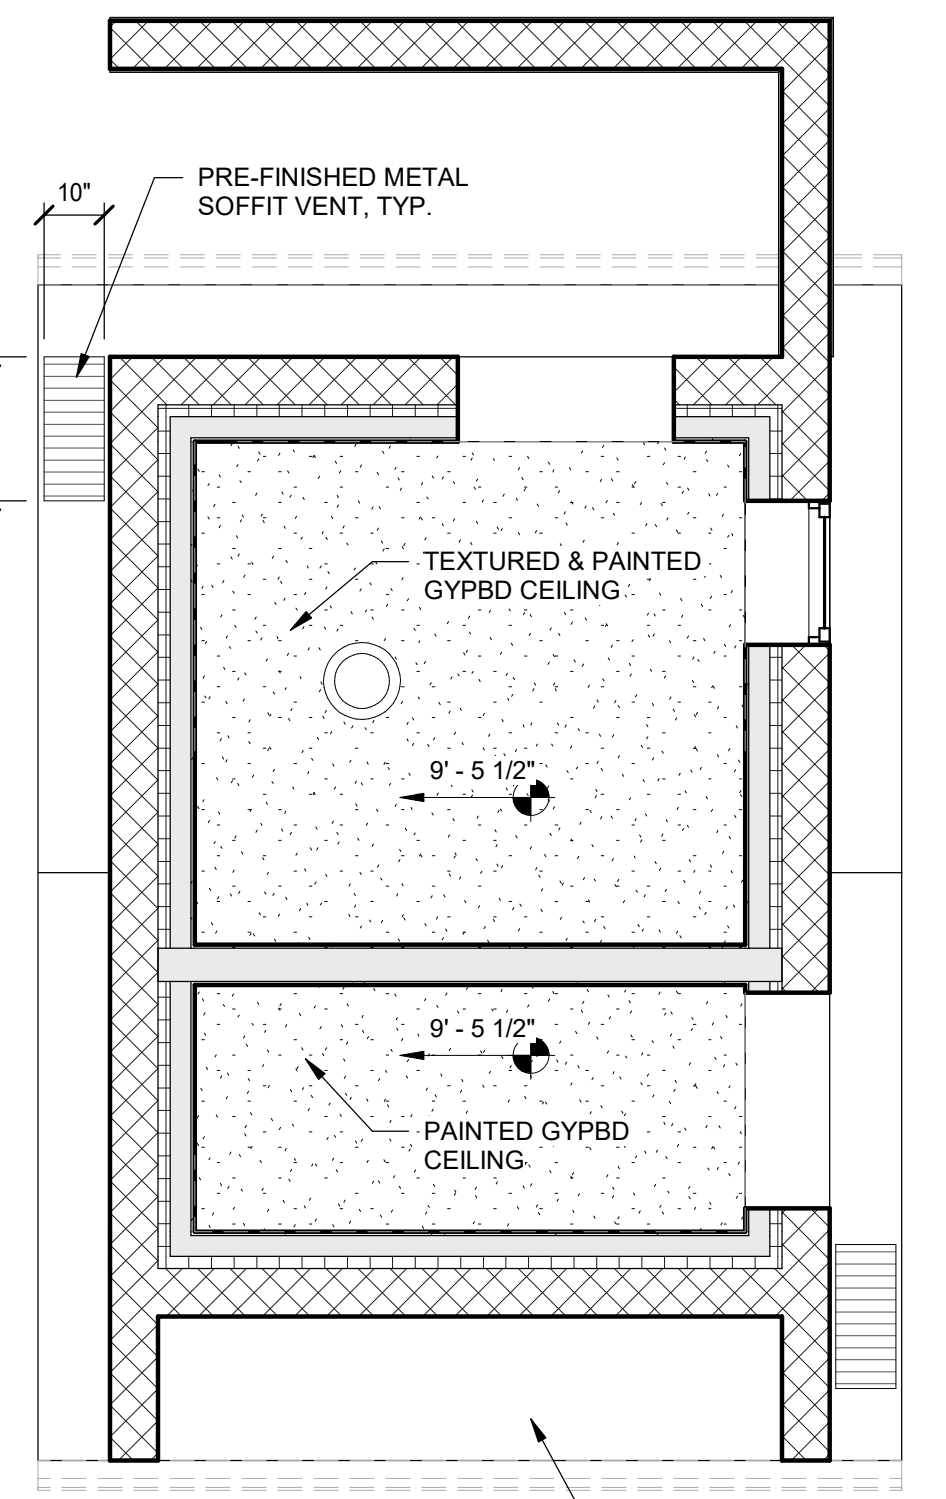 PRE-FINISHED METAL
SOFFIT VENT, TYP.
10"
TEXTURED & PAINTED
GYPBD CEILING
9' - 5 1/2"
9' - 5 1/2"
PAINTED GYPBD
CEILING